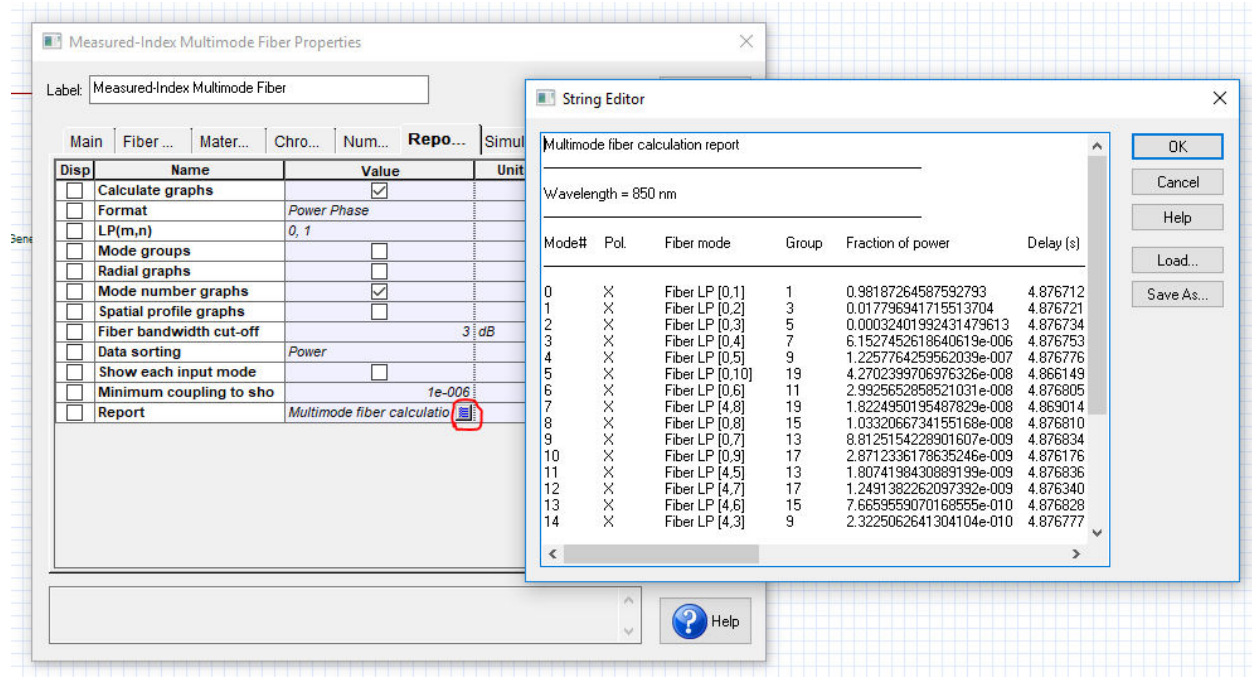 Measured-Index Multimode Fiber Properties
Label: Measured-Index Multimode Fiber
Main Fiber ... Mater... Chro... Num... Repo... Simul
Disp Name Value Unit
Calculate graphs
Format Power Phase
LP(m,n) 0, 1
Mode groups
Radial graphs
Mode number graphs
Spatial profile graphs
Fiber bandwidth cut-off 3 dB
Data sorting Power
Show each input mode
Minimum coupling to sho 1e-006
Report Multimode fiber calculatio
Help
Gene
String Editor
Multimode fiber calculation report
Wavelength = 850 nm
Mode# Pol. Fiber mode Group Fraction of power Delay (s)
0 X Fiber LP [0,1] 1 0.98187264587592793 4.876712
1 X Fiber LP [0,2] 3 0.017796941715513704 4.876721
2 X Fiber LP [0,3] 5 0.00032401992431479613 4.876734
3 X Fiber LP [0,4] 7 6.1527452618640619e-006 4.876753
4 X Fiber LP [0,5] 9 1.2257764259562039e-007 4.876776
5 X Fiber LP [0,10] 19 4.2702399706976326e-008 4.866149
6 X Fiber LP [0,6] 11 2.9925652858521031e-008 4.876805
7 X Fiber LP [4,8] 19 1.8224950195487829e-008 4.869014
8 X Fiber LP [0,8] 15 1.0332066734155168e-008 4.876810
9 X Fiber LP [0,7] 13 8.8125154228901607e-009 4.876834
10 X Fiber LP [0,9] 17 2.8712336178635246e-009 4.876176
11 X Fiber LP [4,5] 13 1.8074198430889199e-009 4.876836
12 X Fiber LP [4,7] 17 1.2491382262097392e-009 4.876340
13 X Fiber LP [4,6] 15 7.6659559070168555e-010 4.876828
14 X Fiber LP [4,3] 9 2.3225062641304104e-010 4.876777
OK
Cancel
Help
Load...
Save As...